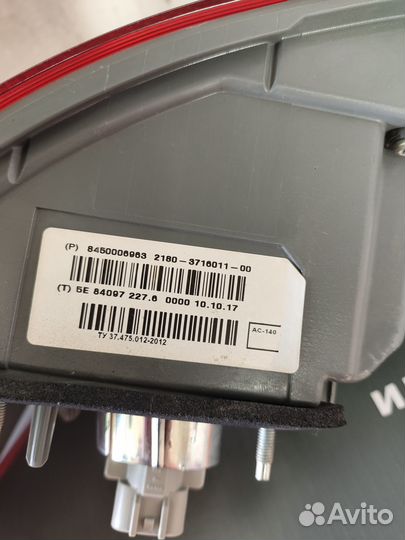 (P) 8450006963 2180-3716011-00
(T) 5E 84097 227.6 0000 10.10.17
ТУ 37.475.012-2012
AC-140
И
Avito